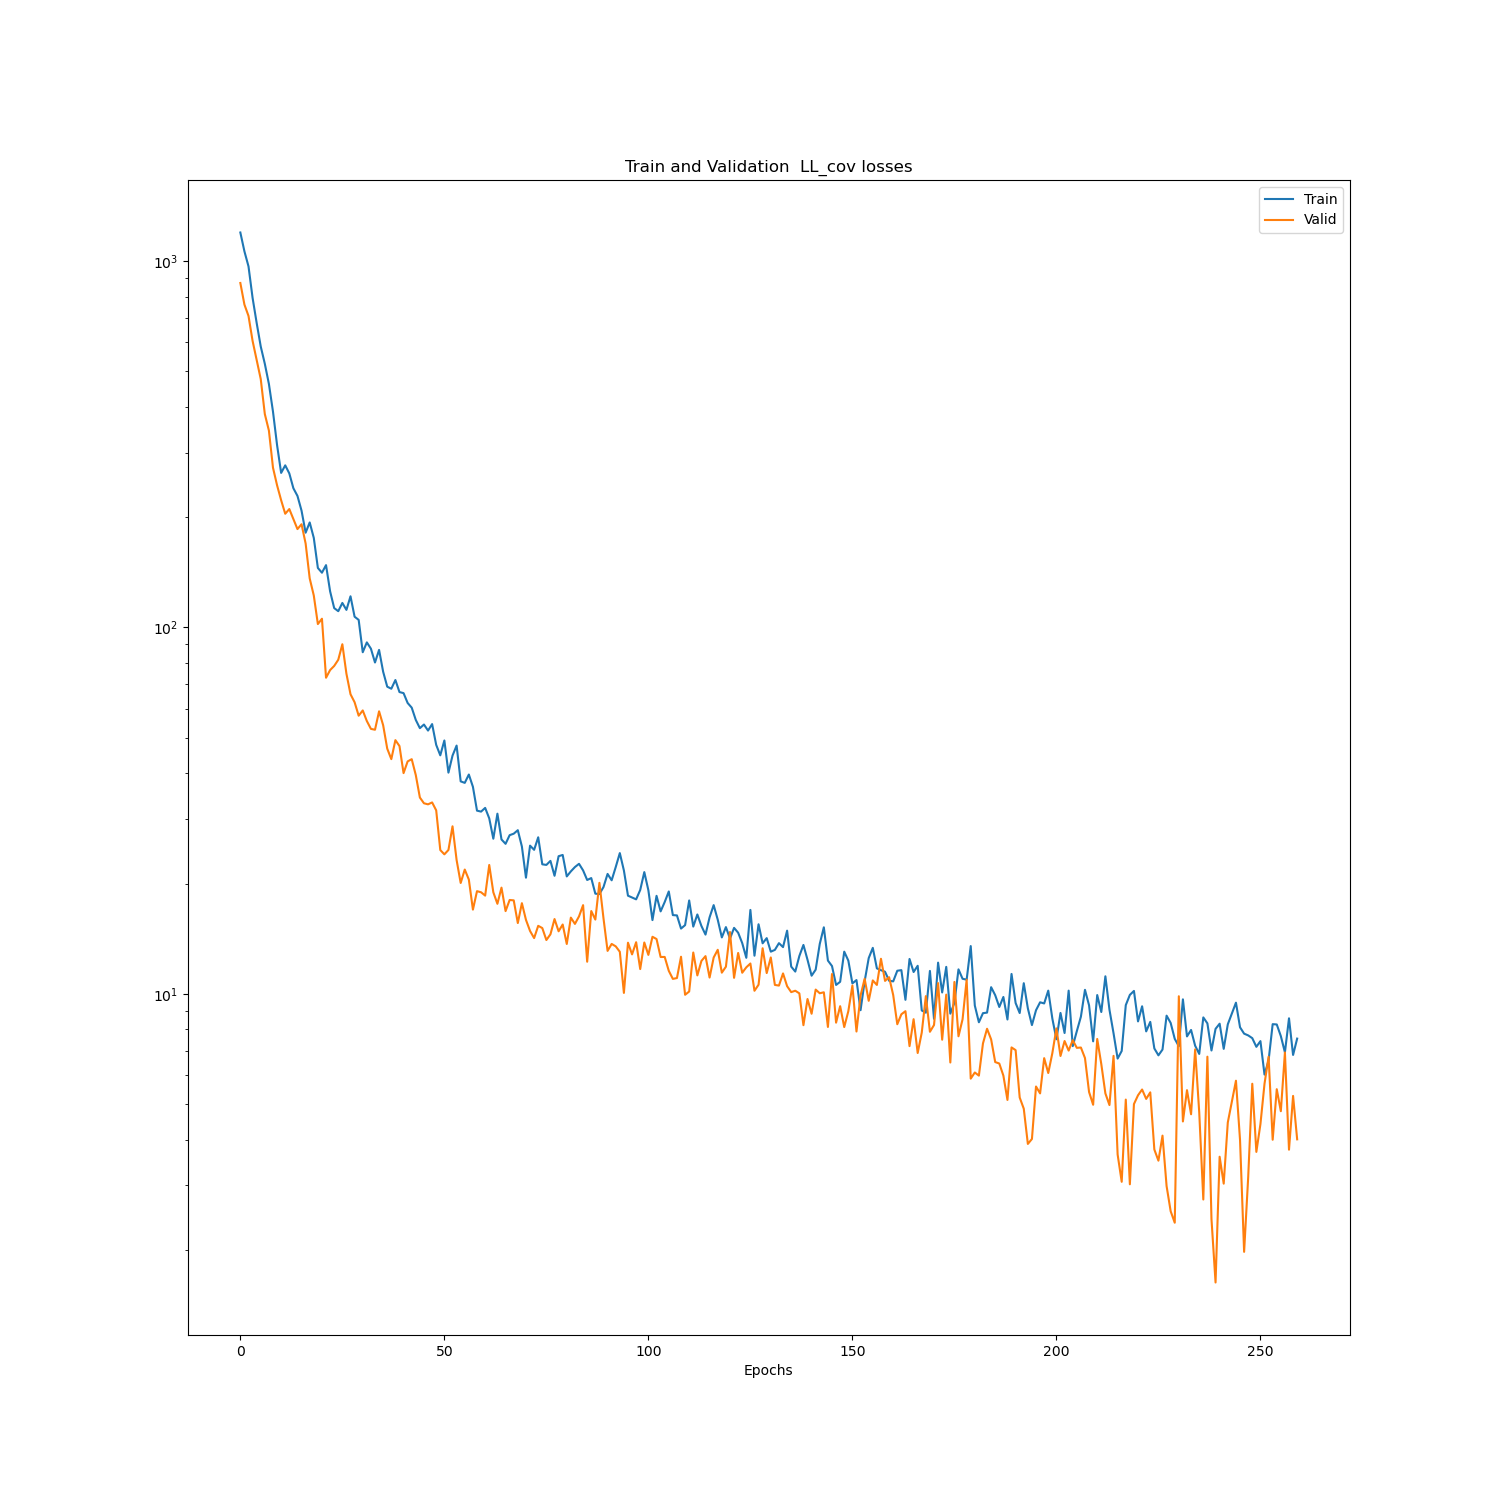 Train and Validation  LL_cov losses
Train
Valid
10³
10²
10¹
0 50 100 150 200 250
Epochs